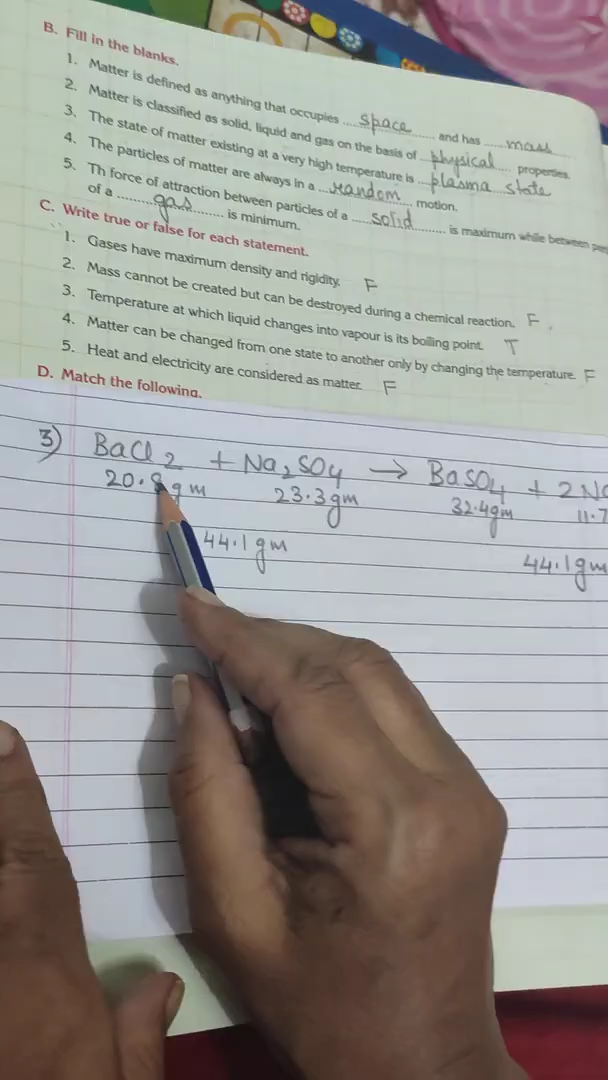 B. Fill in the blanks.
1. Matter is defined as anything that occupies space and has mass
2. Matter is classified as solid, liquid and gas on the basis of physical properties.
3. The state of matter existing at a very high temperature is plasma state
4. The particles of matter are always in a random motion.
5. Th force of attraction between particles of a solid is maximum while between
of a gas is minimum.
C. Write true or false for each statement.
1. Gases have maximum density and rigidity. F
2. Mass cannot be created but can be destroyed during a chemical reaction. F.
3. Temperature at which liquid changes into vapour is its boiling point. T
4. Matter can be changed from one state to another only by changing the temperature. F
5. Heat and electricity are considered as matter. F
D. Match the following.
3) BaCl2 + Na2SO4 → BaSO4 + 2Na
20.8gm 23.3gm 32.4gm 11.7
44.1gm 44.1gm